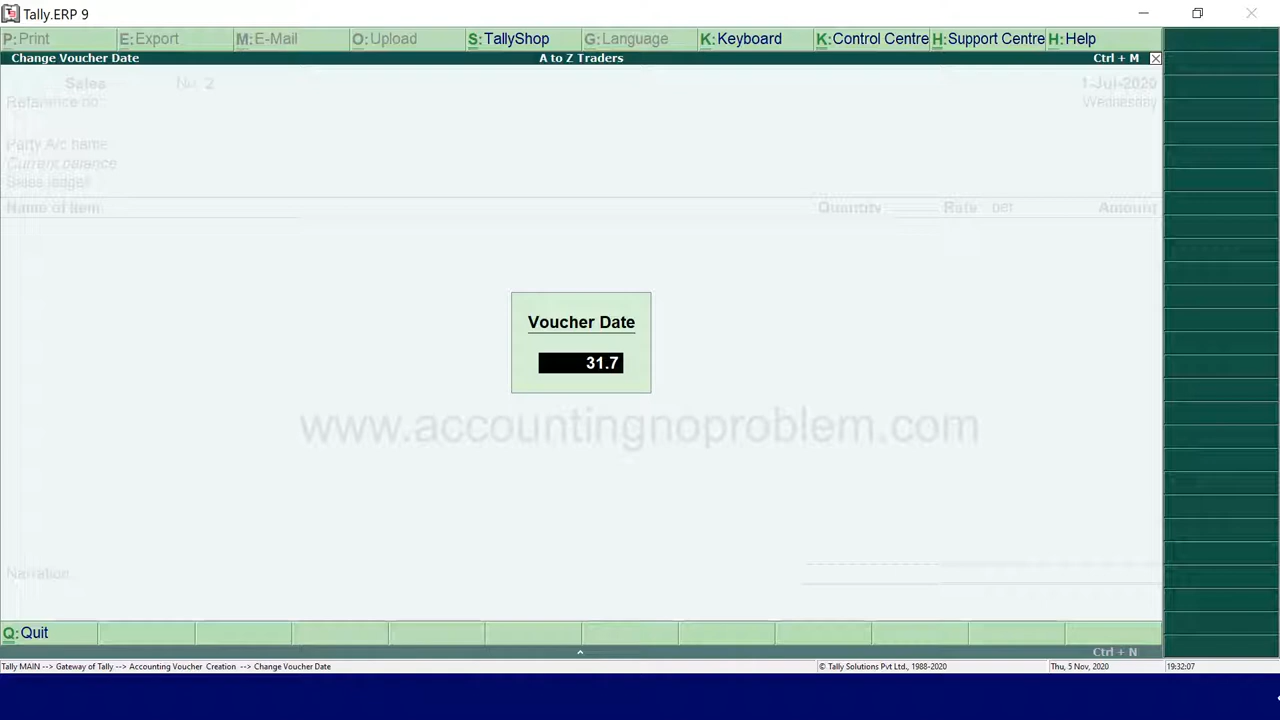 Tally.ERP 9
P: Print E: Export M: E-Mail O: Upload S: TallyShop G: Language K: Keyboard K: Control Centre H: Support Centre H: Help
Change Voucher Date A to Z Traders Ctrl + M
Sales No. 2 1-Jul-2020
Reference no.: Wednesday
Party A/c name
Current balance
Sales ledger
Name of Item Quantity Rate per Amount
Voucher Date
31.7
www.accountingnoproblem.com
Narration:
Q: Quit
Ctrl + N
Tally MAIN --> Gateway of Tally --> Accounting Voucher Creation --> Change Voucher Date © Tally Solutions Pvt Ltd., 1988-2020 Thu, 5 Nov, 2020 19:32:07